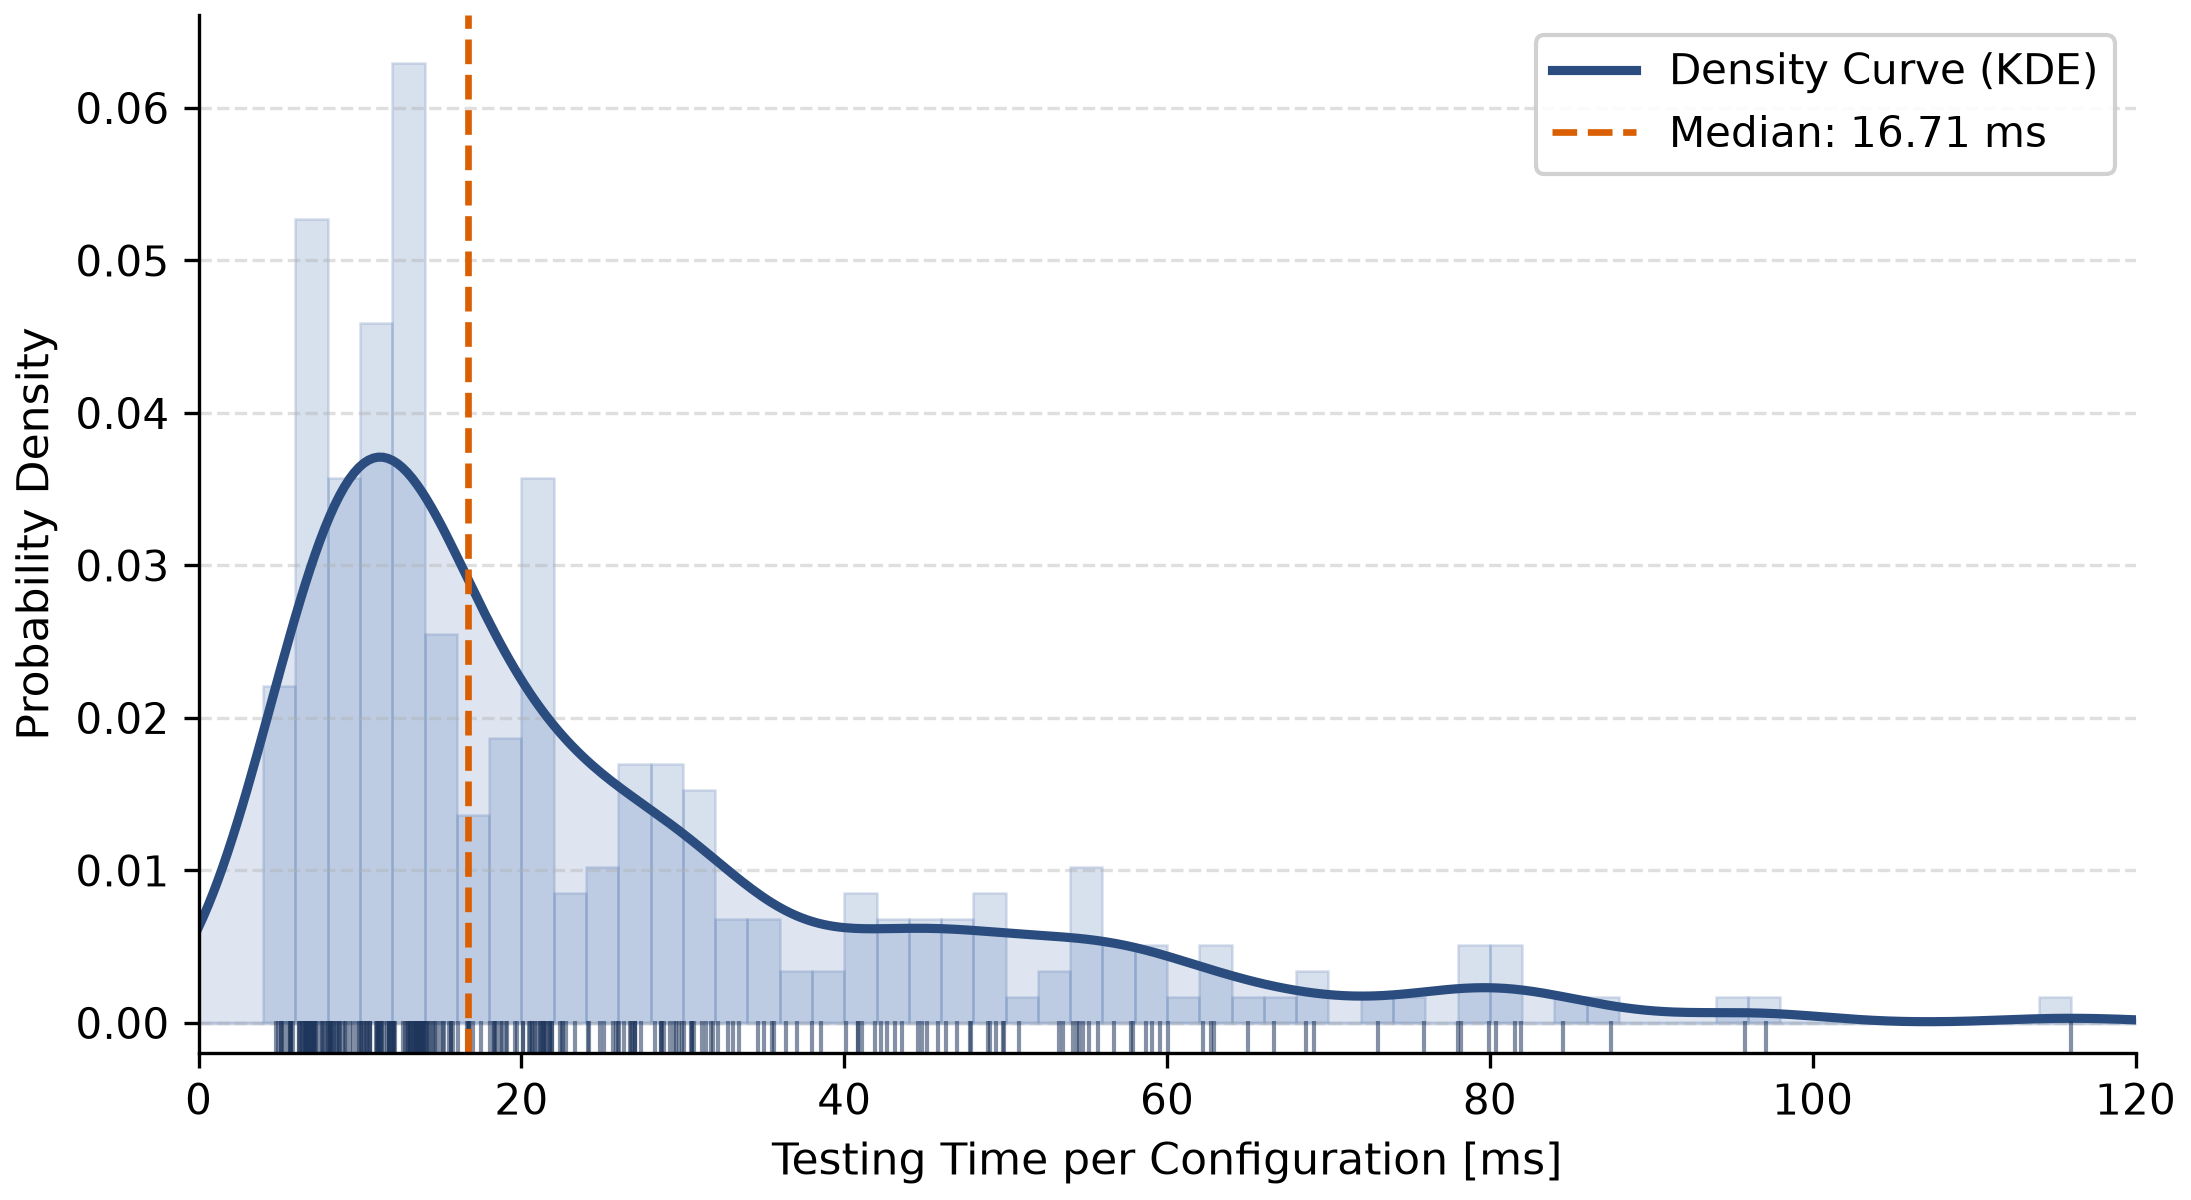 Density Curve (KDE)
Median: 16.71 ms
0.06
0.05
0.04
0.03
0.02
0.01
0.00
Probability Density
0 20 40 60 80 100 120
Testing Time per Configuration [ms]